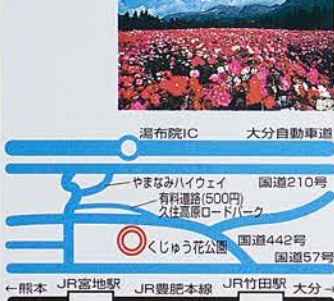 湯布院IC 大分自動車道
やまなみハイウェイ 国道210号
有料道路(500円)
久住高原ロードパーク
くじゅう花公園 国道442号
国道57号
←熊本 JR宮地駅 JR豊肥本線 JR竹田駅 大分→